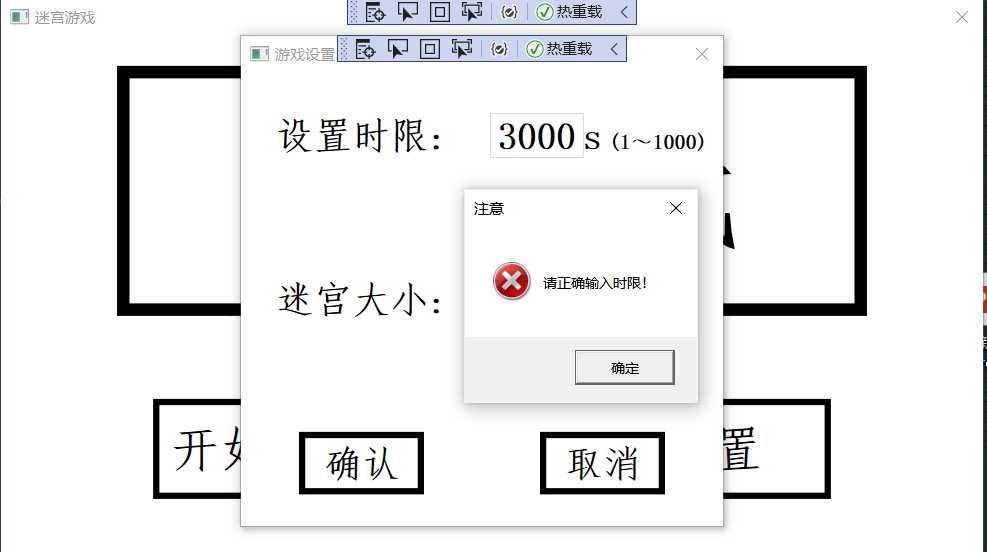 迷宫游戏
热重载
游戏设置
热重载
设置时限：
3000 S（1～1000）
注意
请正确输入时限！
迷宫大小：
确定
开始
确认
取消
置